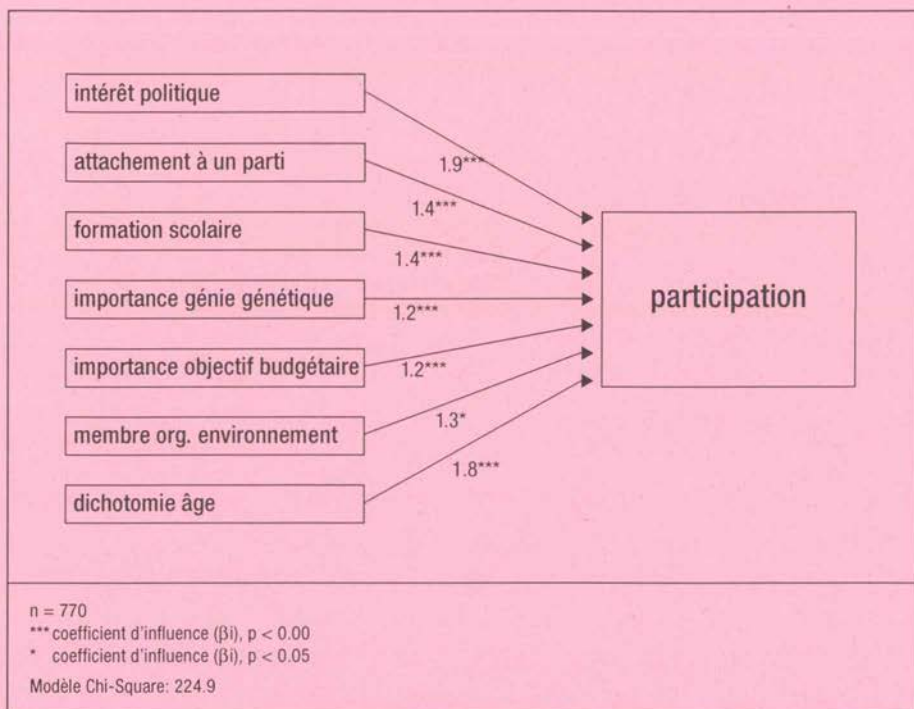 intérêt politique
attachement à un parti
formation scolaire
importance génie génétique
importance objectif budgétaire
membre org. environnement
dichotomie âge
1.9***
1.4***
1.4***
1.2***
1.2***
1.3*
1.8***
participation
n = 770
*** coefficient d'influence (βi), p < 0.00
* coefficient d'influence (βi), p < 0.05
Modèle Chi-Square: 224.9